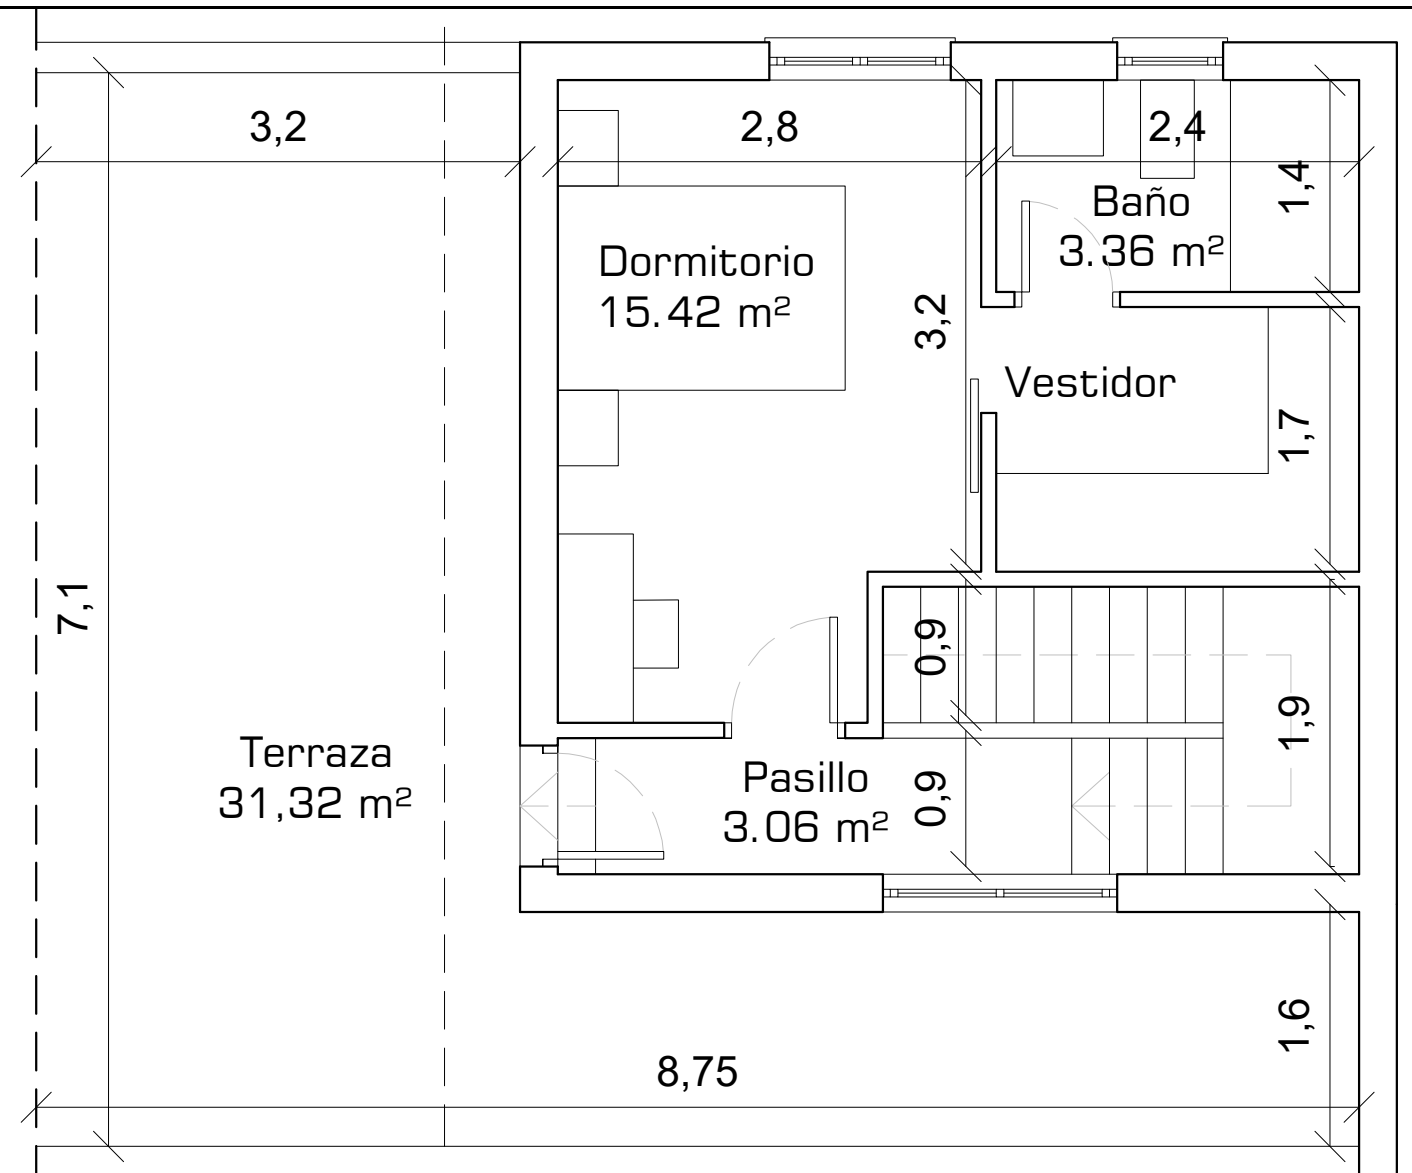 3,2
2,8
2,4
1,4
Baño
3.36 m²
Dormitorio
15.42 m²
3,2
Vestidor
1,7
7,1
0,9
1,9
Terraza
31,32 m²
Pasillo
3.06 m²
0,9
1,6
8,75